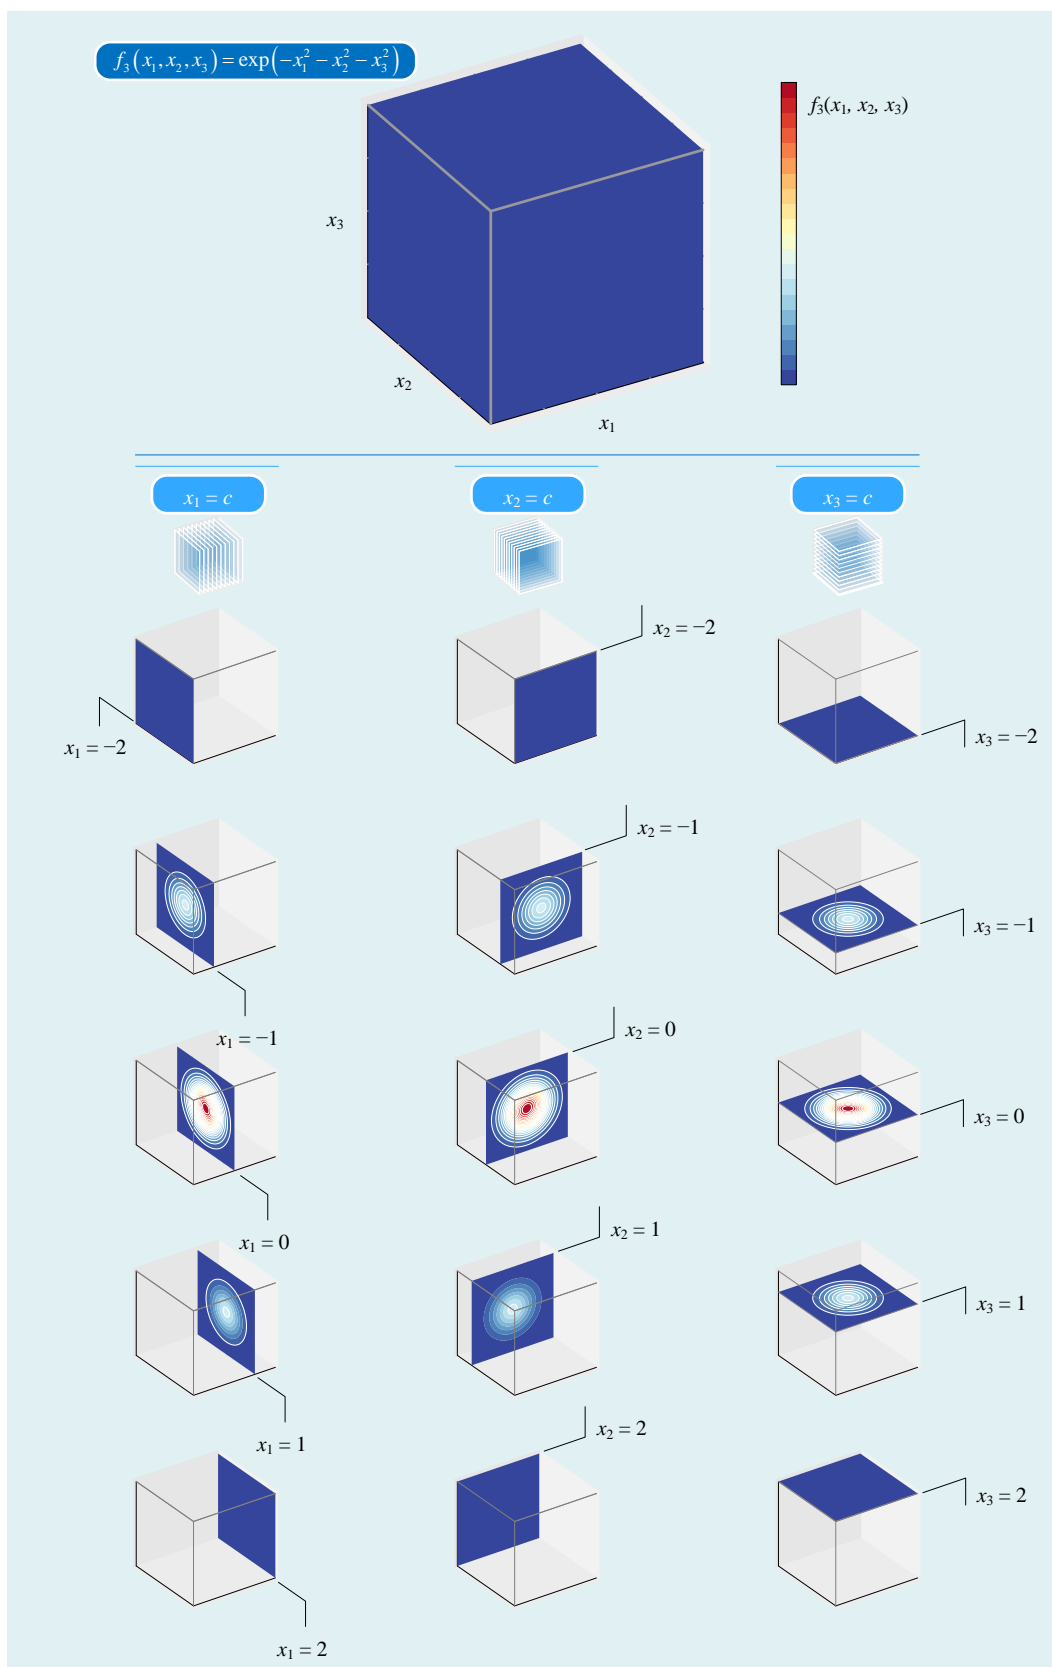 f₃(x₁, x₂, x₃) = exp(−x₁² − x₂² − x₃²)
f₃(x₁, x₂, x₃)
x₃
x₂
x₁
x₁ = c
x₂ = c
x₃ = c
x₂ = −2
x₃ = −2
x₁ = −2
x₂ = −1
x₃ = −1
x₁ = −1
x₂ = 0
x₃ = 0
x₁ = 0
x₂ = 1
x₃ = 1
x₁ = 1
x₂ = 2
x₃ = 2
x₁ = 2